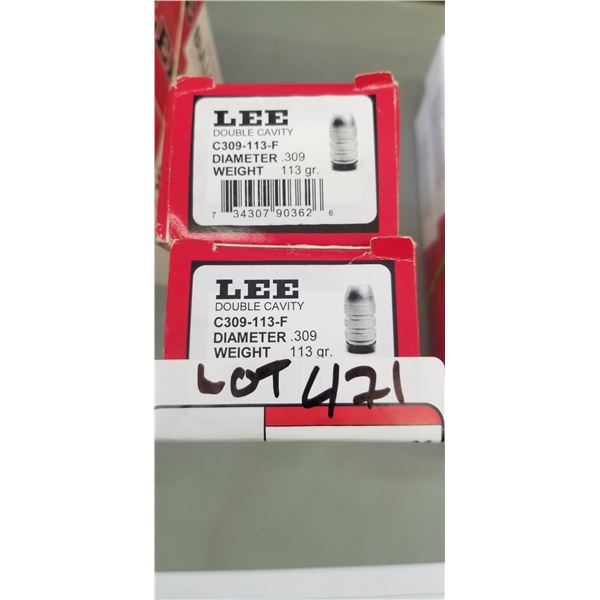 LEE
DOUBLE CAVITY
C309-113-F
DIAMETER .309
WEIGHT 113 gr.
7 34307 90362 6
LEE
DOUBLE CAVITY
C309-113-F
DIAMETER .309
WEIGHT 113 gr.
LOT 471